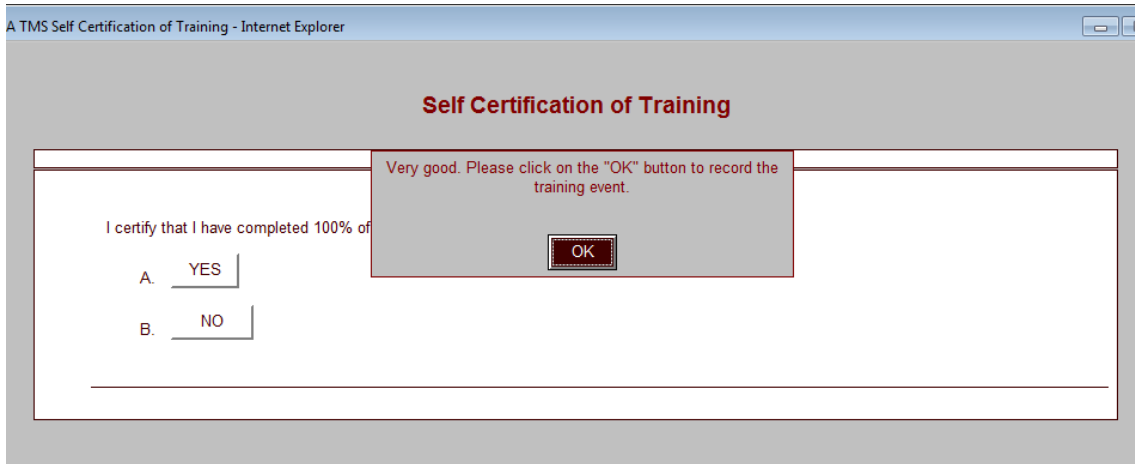 A TMS Self Certification of Training - Internet Explorer
Self Certification of Training
Very good. Please click on the "OK" button to record the
training event.
OK
I certify that I have completed 100% of
A. YES
B. NO